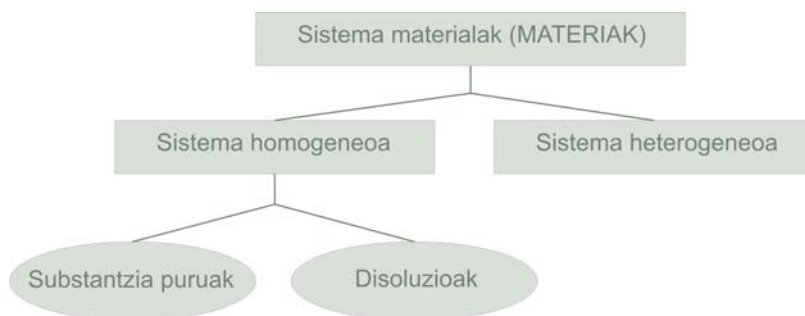 Sistema materialak (MATERIAK)
Sistema homogeneoa
Sistema heterogeneoa
Substantzia puruak
Disoluzioak